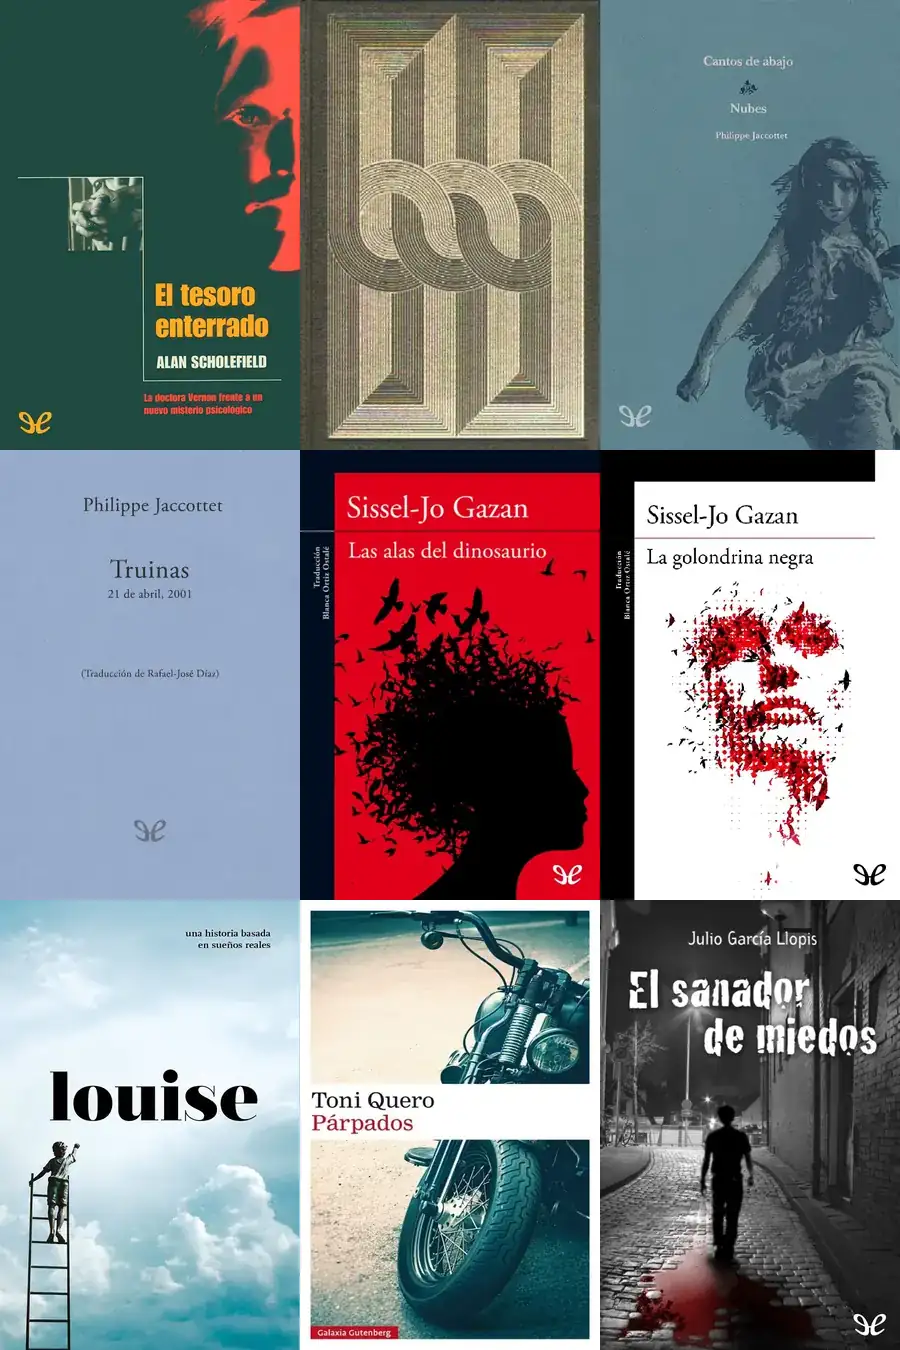 El tesoro
enterrado
ALAN SCHOLEFIELD
La doctora Vernon frente a un
nuevo misterio psicológico
Cantos de abajo
Nubes
Philippe Jaccottet
Philippe Jaccottet
Truinas
21 de abril, 2001
(Traducción de Rafael-José Díaz)
Sissel-Jo Gazan
Las alas del dinosaurio
Traducción
Blanca Ortiz Ostalé
Sissel-Jo Gazan
La golondrina negra
Traducción
Blanca Ortiz Ostalé
una historia basada
en sueños reales
louise
Toni Quero
Párpados
Galaxia Gutenberg
Julio García Llopis
El sanador
de miedos